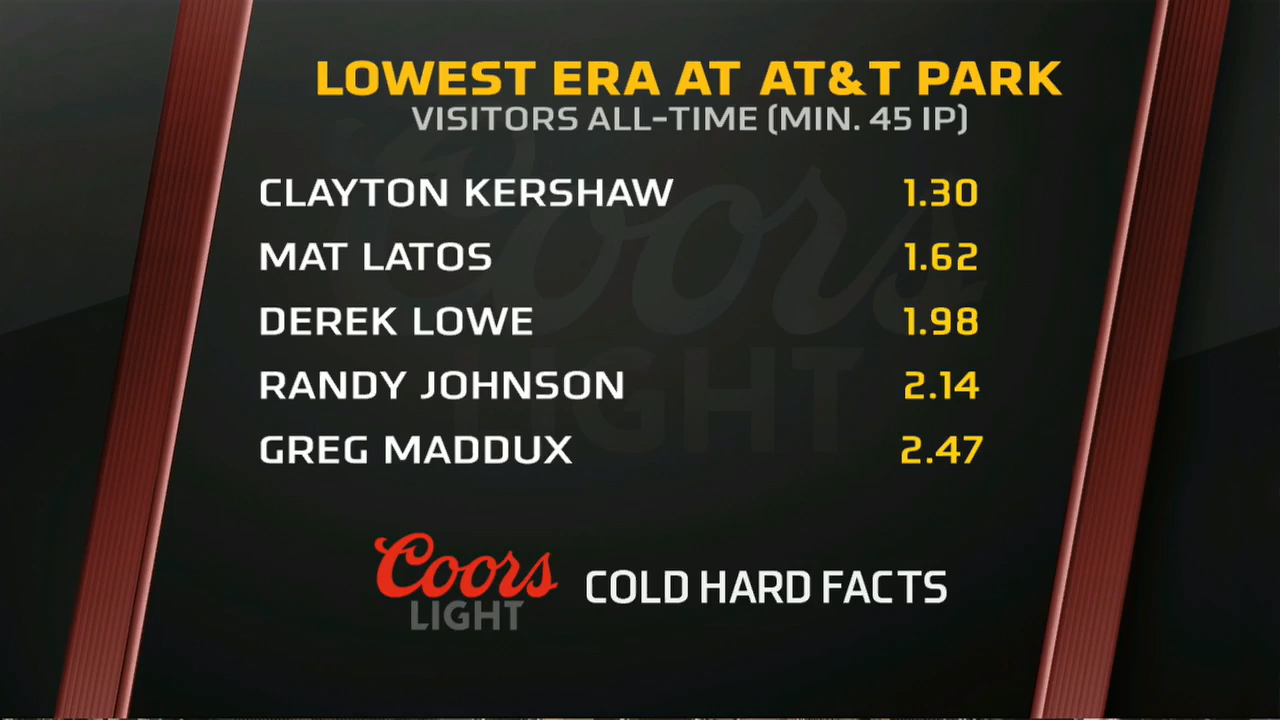 LOWEST ERA AT AT&T PARK
VISITORS ALL-TIME (MIN. 45 IP)
CLAYTON KERSHAW 1.30
MAT LATOS 1.62
DEREK LOWE 1.98
RANDY JOHNSON 2.14
GREG MADDUX 2.47
Coors
LIGHT
COLD HARD FACTS